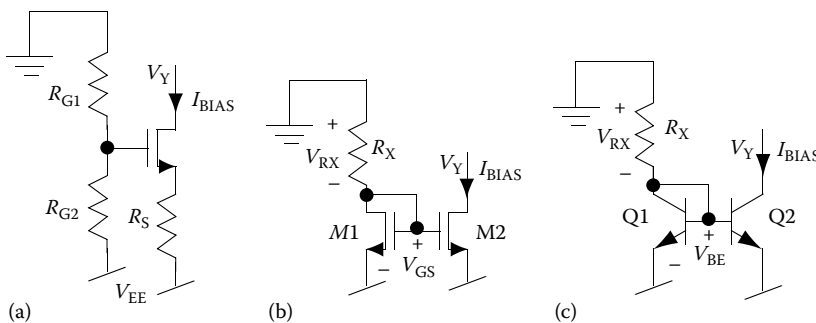 R_G1
V_Y
I_BIAS
R_G2
R_S
V_EE
(a)
+
V_RX
R_X
−
V_Y
I_BIAS
M1
M2
+
V_GS
−
(b)
+
V_RX
R_X
−
V_Y
I_BIAS
Q1
Q2
+
V_BE
−
(c)